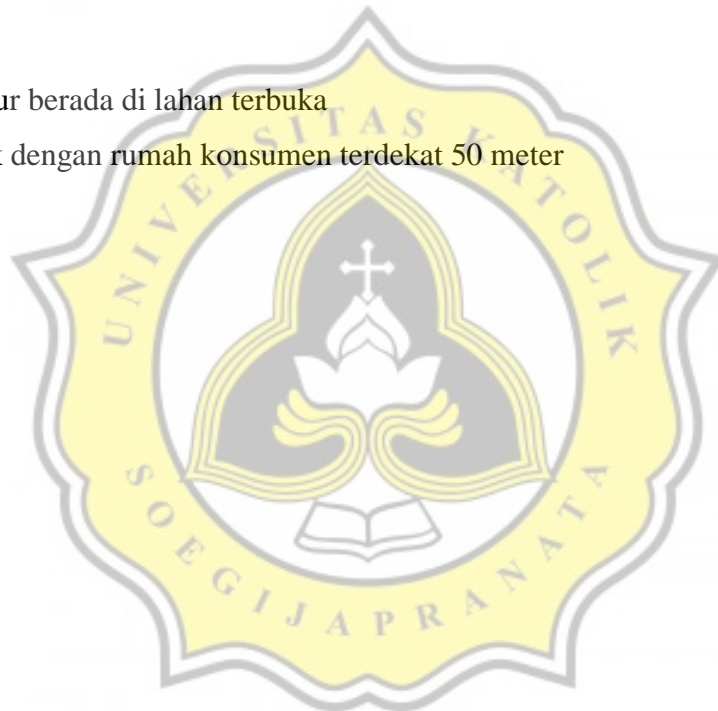 ur berada di lahan terbuka
k dengan rumah konsumen terdekat 50 meter
UNIVERSITAS KATOLIK
SOEGIJAPRANATA